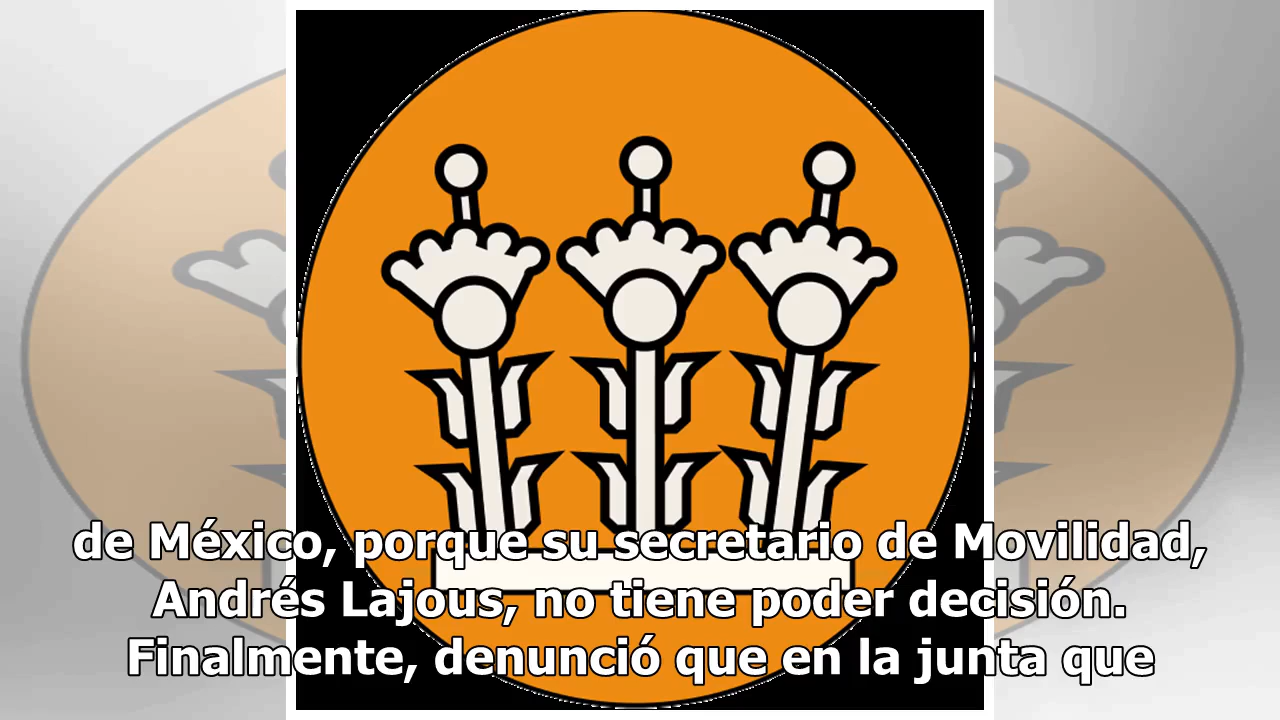 de México, porque su secretario de Movilidad,
Andrés Lajous, no tiene poder decisión.
Finalmente, denunció que en la junta que